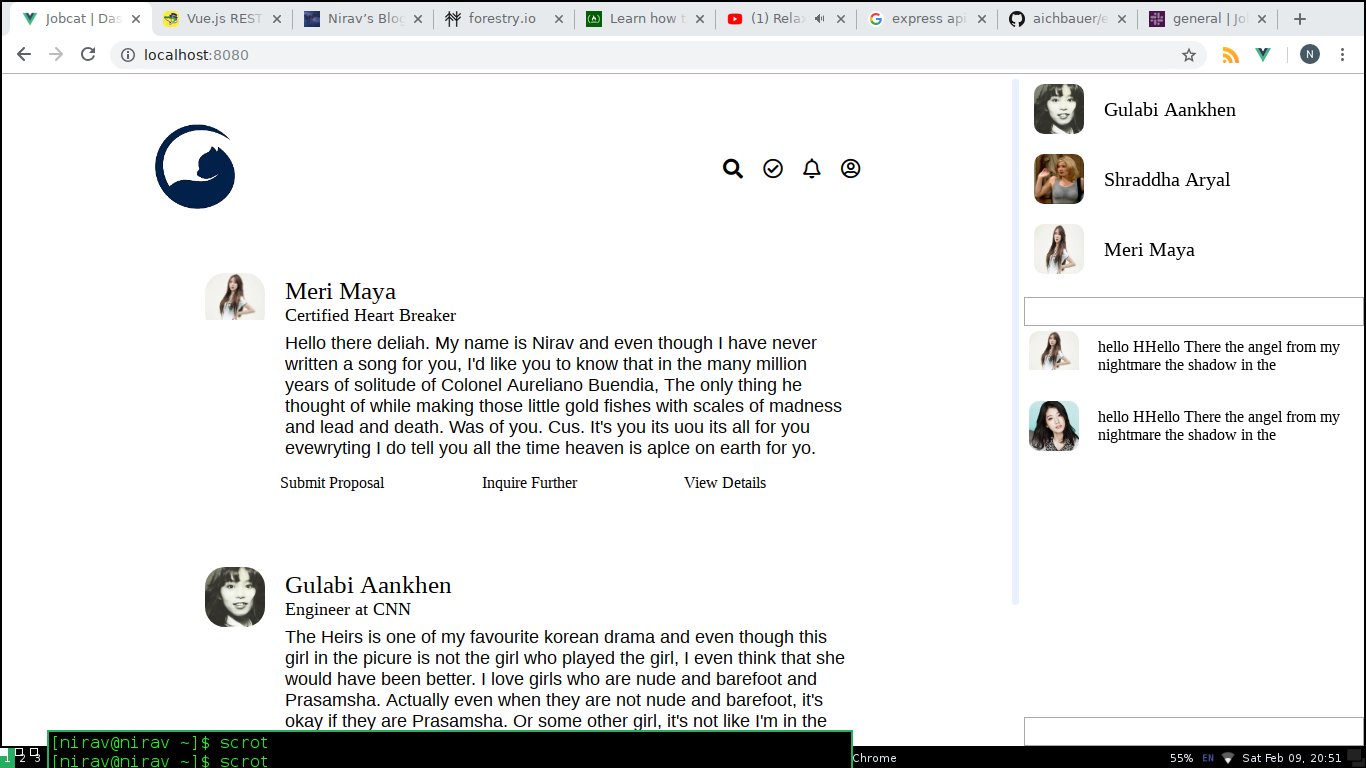 Jobcat | Das
Vue.js REST
Nirav's Blog
forestry.io
Learn how t
(1) Rela
express api
aichbauer/e
general | Jo
localhost:8080
N
Meri Maya
Certified Heart Breaker
Hello there deliah. My name is Nirav and even though I have never
written a song for you, I'd like you to know that in the many million
years of solitude of Colonel Aureliano Buendia, The only thing he
thought of while making those little gold fishes with scales of madness
and lead and death. Was of you. Cus. It's you its uou its all for you
evewryting I do tell you all the time heaven is aplce on earth for yo.
Submit Proposal
Inquire Further
View Details
Gulabi Aankhen
Engineer at CNN
The Heirs is one of my favourite korean drama and even though this
girl in the picure is not the girl who played the girl, I even think that she
would have been better. I love girls who are nude and barefoot and
Prasamsha. Actually even when they are not nude and barefoot, it's
okay if they are Prasamsha. Or some other girl, it's not like I'm in the
Gulabi Aankhen
Shraddha Aryal
Meri Maya
hello HHello There the angel from my
nightmare the shadow in the
hello HHello There the angel from my
nightmare the shadow in the
[nirav@nirav ~]$ scrot
[nirav@nirav ~]$ scrot
1 2 3
Chrome
55% EN Sat Feb 09, 20:51